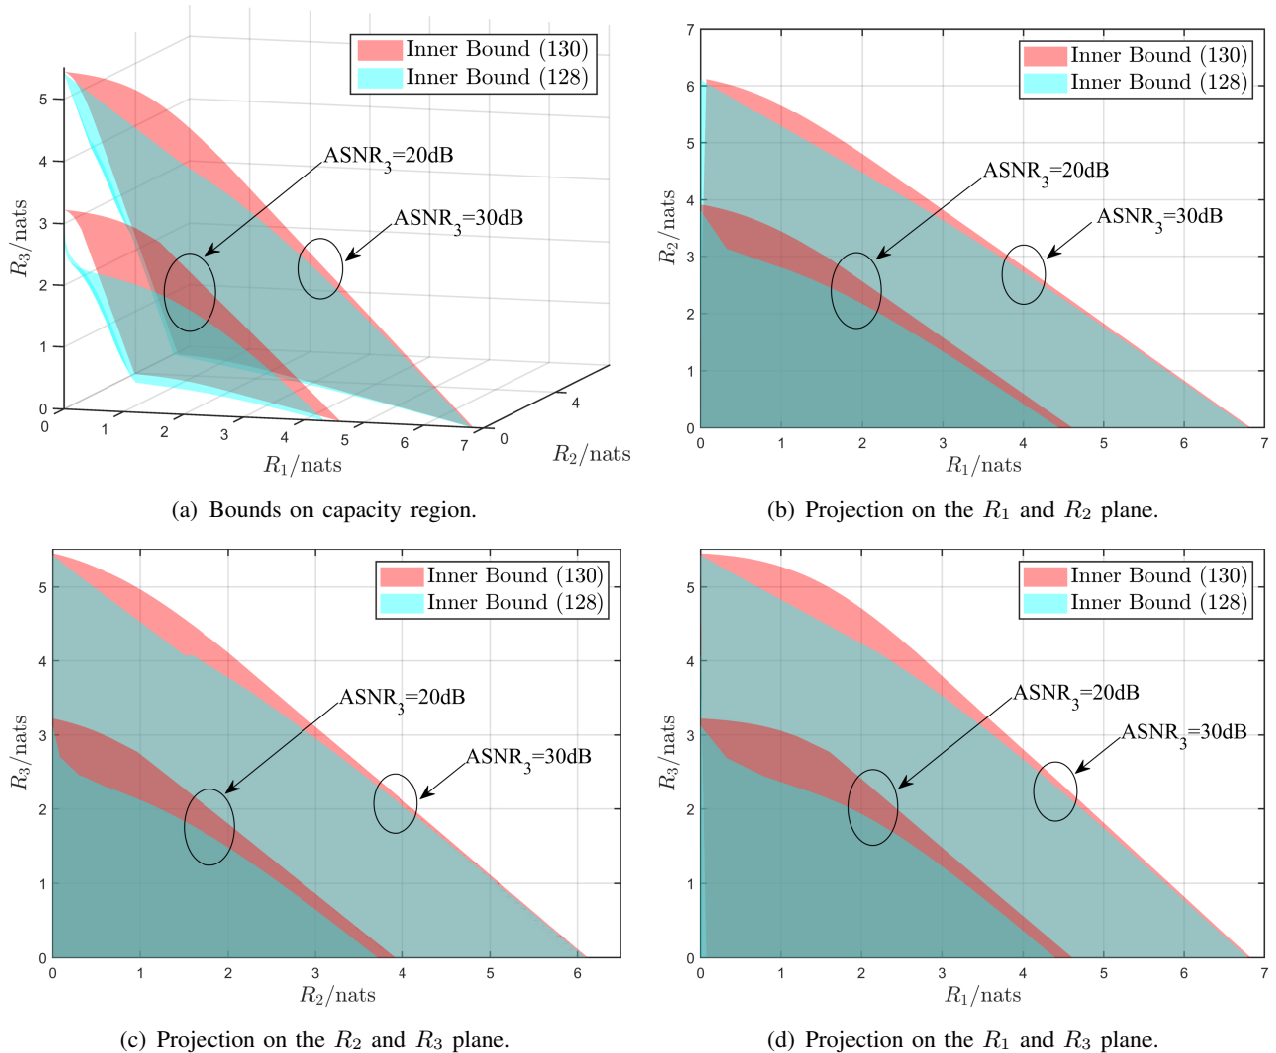 Inner Bound (130)
Inner Bound (128)
ASNR3=20dB
ASNR3=30dB
R3/nats
5
4
3
2
1
0
0 1 2 3 4 5 6 7
0
4
R1/nats
R2/nats
(a) Bounds on capacity region.
Inner Bound (130)
Inner Bound (128)
ASNR3=20dB
ASNR3=30dB
R2/nats
7
6
5
4
3
2
1
0
0 1 2 3 4 5 6 7
R1/nats
(b) Projection on the R1 and R2 plane.
Inner Bound (130)
Inner Bound (128)
ASNR3=20dB
ASNR3=30dB
R3/nats
5
4
3
2
1
0
0 1 2 3 4 5 6
R2/nats
(c) Projection on the R2 and R3 plane.
Inner Bound (130)
Inner Bound (128)
ASNR3=20dB
ASNR3=30dB
R3/nats
5
4
3
2
1
0
0 1 2 3 4 5 6 7
R1/nats
(d) Projection on the R1 and R3 plane.